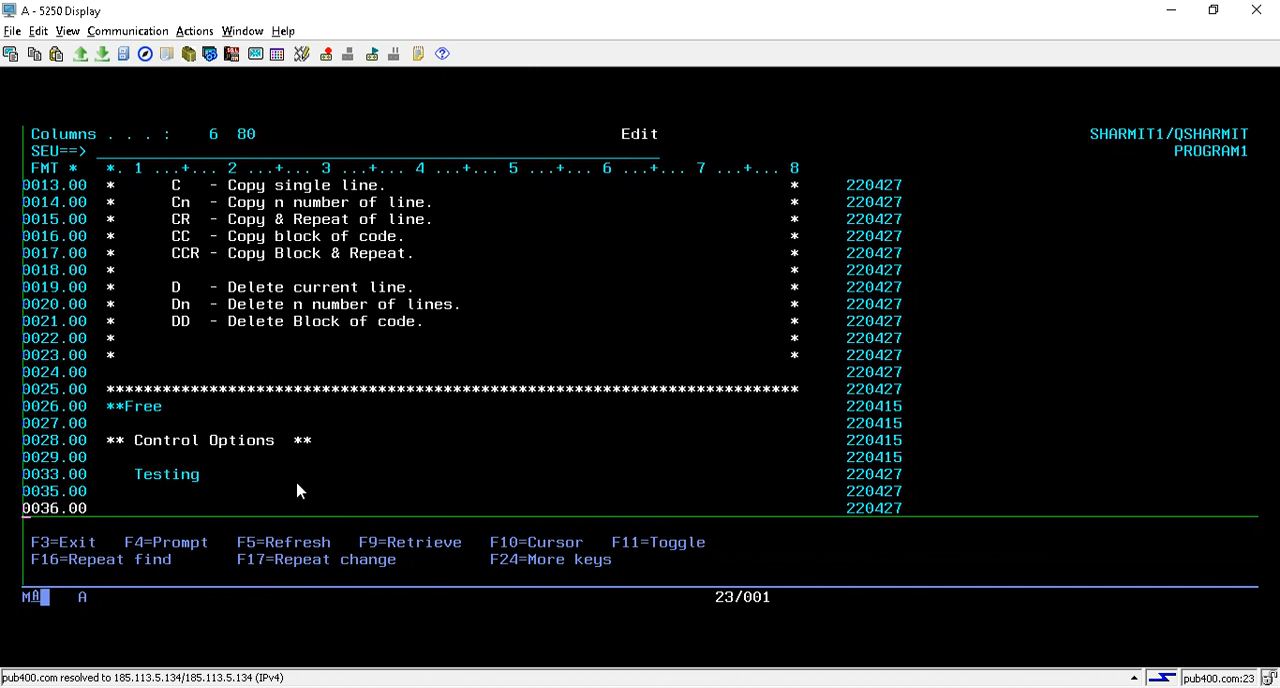 A - 5250 Display
File Edit View Communication Actions Window Help
Columns . . . : 6 80 Edit SHARMIT1/QSHARMIT
SEU==> PROGRAM1
FMT * *. 1 ...+... 2 ...+... 3 ...+... 4 ...+... 5 ...+... 6 ...+... 7 ...+... 8
0013.00 * C - Copy single line. * 220427
0014.00 * Cn - Copy n number of line. * 220427
0015.00 * CR - Copy & Repeat of line. * 220427
0016.00 * CC - Copy block of code. * 220427
0017.00 * CCR - Copy Block & Repeat. * 220427
0018.00 * * 220427
0019.00 * D - Delete current line. * 220427
0020.00 * Dn - Delete n number of lines. * 220427
0021.00 * DD - Delete Block of code. * 220427
0022.00 * * 220427
0023.00 * * 220427
0024.00 220427
0025.00 ************************************************************************** 220427
0026.00 **Free 220415
0027.00 220415
0028.00 ** Control Options ** 220415
0029.00 220415
0033.00 Testing 220427
0035.00 220427
0036.00 220427
F3=Exit F4=Prompt F5=Refresh F9=Retrieve F10=Cursor F11=Toggle
F16=Repeat find F17=Repeat change F24=More keys
MA A 23/001
pub400.com resolved to 185.113.5.134/185.113.5.134 (IPv4) pub400.com:23